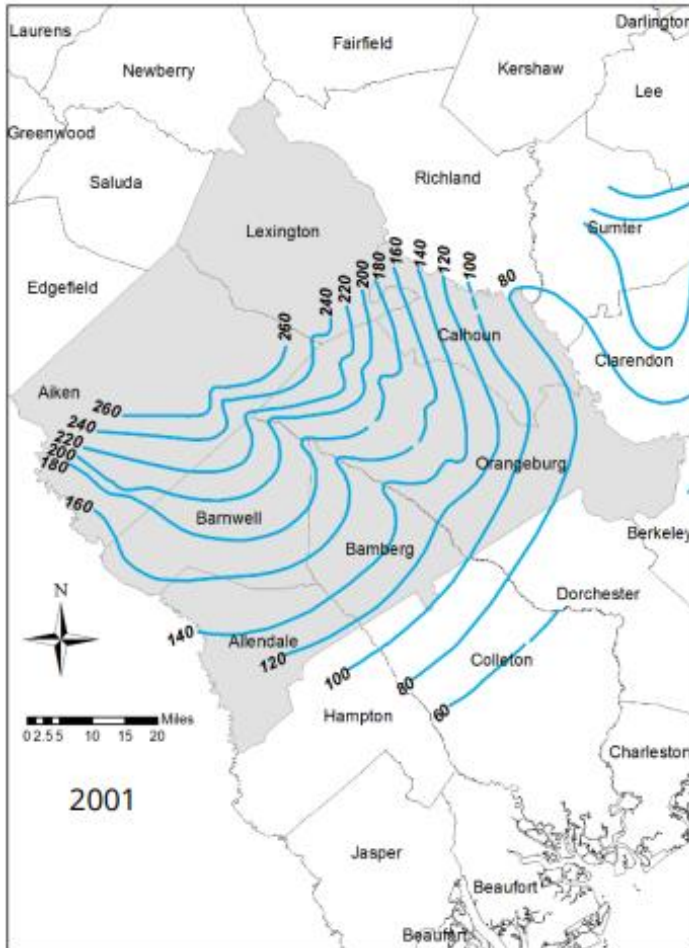 Laurens
Fairfield
Darlington
Newberry
Kershaw
Lee
Greenwood
Saluda
Richland
Sumter
Lexington
Edgefield
260
240
220
200
180
160
140
120
100
80
Calhoun
Clarendon
Aiken
260
240
220
200
180
160
Orangeburg
Barnwell
Bamberg
Berkeley
N
Dorchester
140
Allendale
120
Colleton
100
80
60
Hampton
Miles
0 2.5 5 10 15 20
Charleston
2001
Jasper
Beaufort
Beaufort